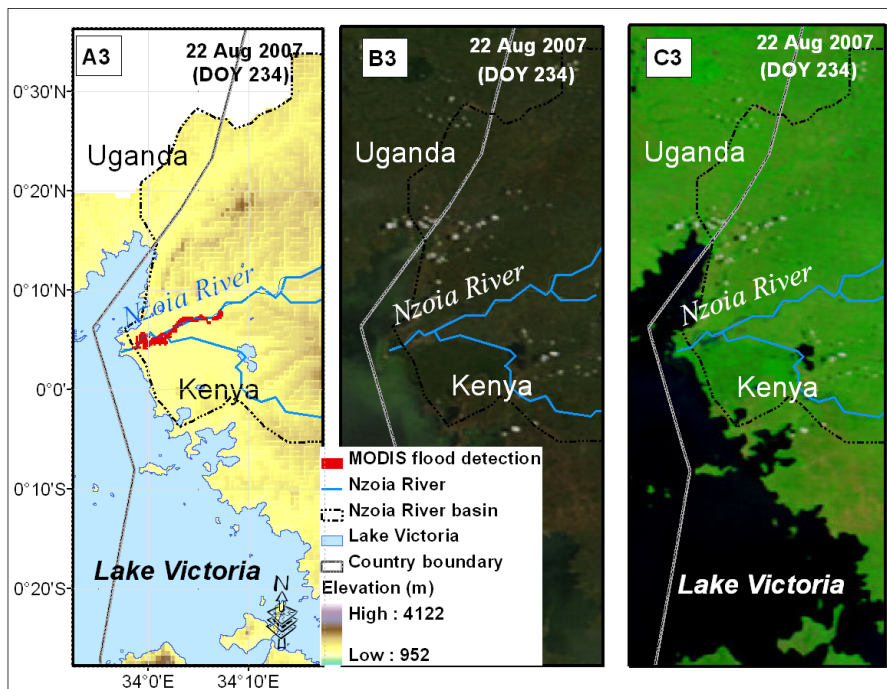 A3
22 Aug 2007
(DOY 234)
B3
22 Aug 2007
(DOY 234)
C3
22 Aug 2007
(DOY 234)
0°30'N
0°20'N
0°10'N
0°0'
0°10'S
0°20'S
34°0'E
34°10'E
Uganda
Nzoia River
Kenya
Lake Victoria
N
Uganda
Nzoia River
Kenya
Uganda
Nzoia River
Kenya
Lake Victoria
MODIS flood detection
Nzoia River
Nzoia River basin
Lake Victoria
Country boundary
Elevation (m)
High : 4122
Low : 952